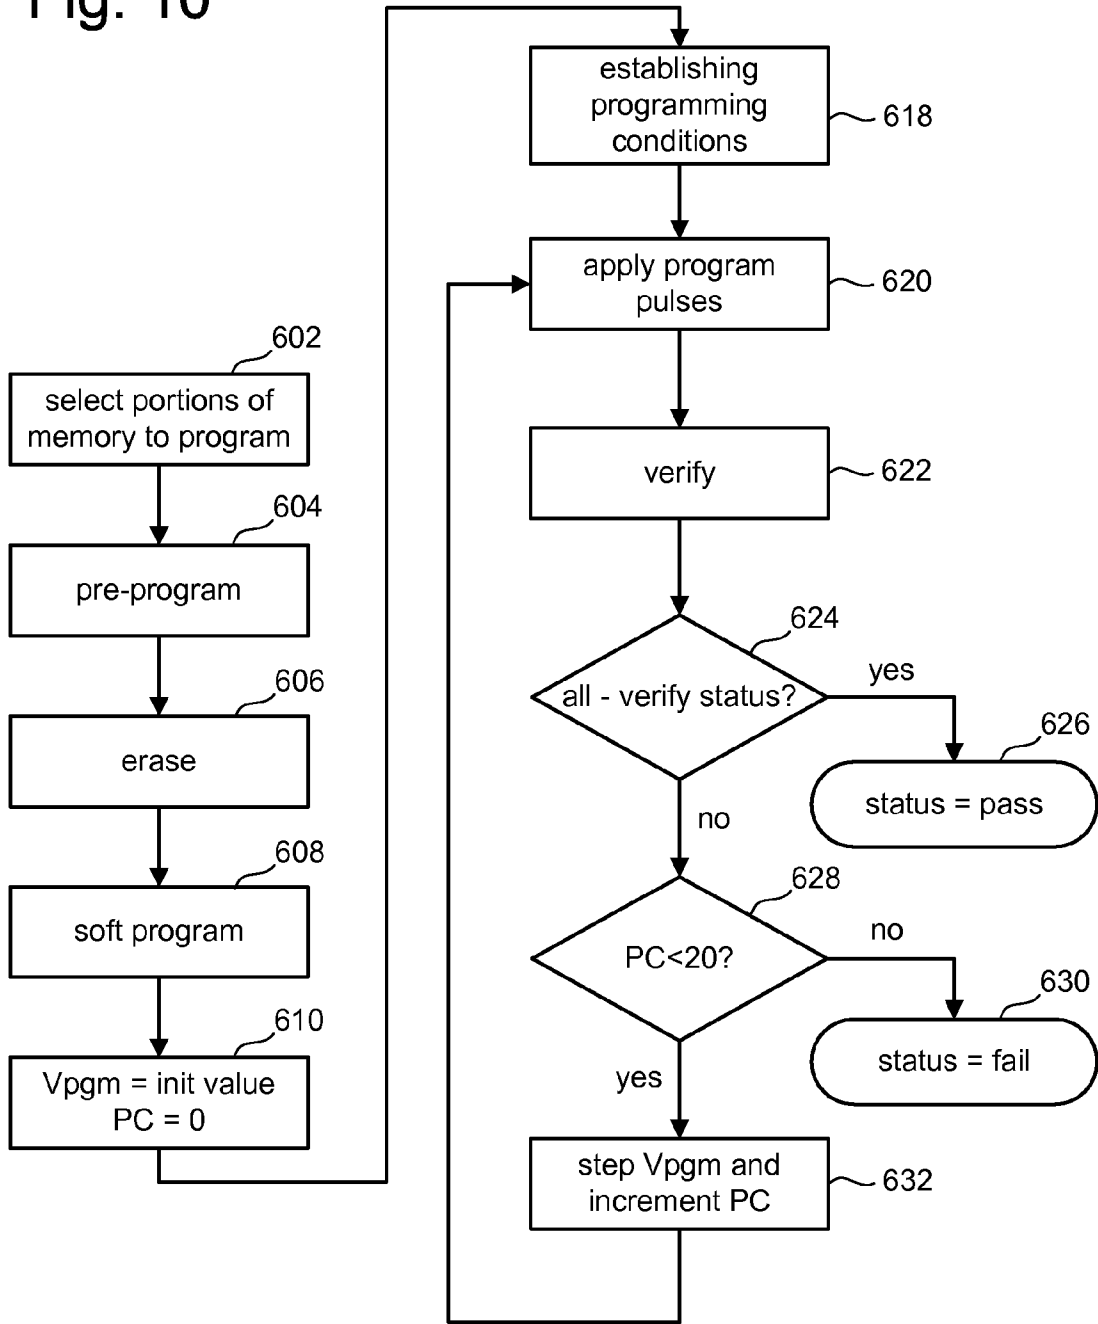 Fig. 10
establishing
programming
conditions
618
apply program
pulses
620
602
select portions of
memory to program
verify
622
604
pre-program
624
all - verify status?
yes
606
erase
626
status = pass
no
608
soft program
628
PC<20?
no
610
Vpgm = init value
PC = 0
630
status = fail
yes
step Vpgm and
increment PC
632